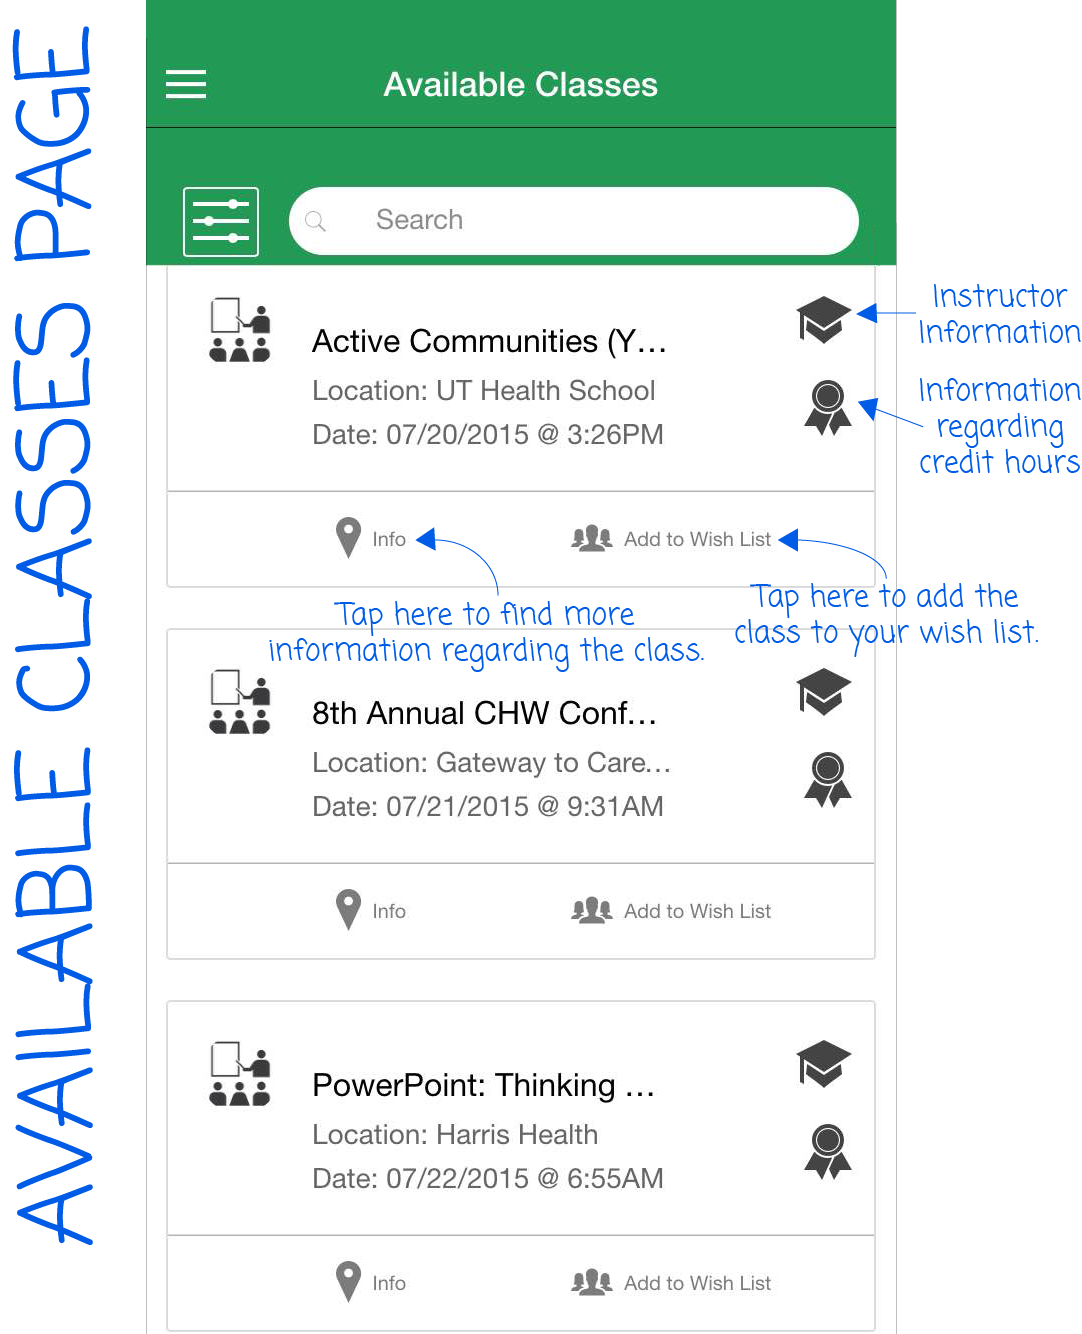 AVAILABLE CLASSES PAGE
Available Classes
Search
Active Communities (Y...
Location: UT Health School
Date: 07/20/2015 @ 3:26PM
Instructor
Information
Information
regarding
credit hours
Info
Add to Wish List
Tap here to find more
information regarding the class.
Tap here to add the
class to your wish list.
8th Annual CHW Conf...
Location: Gateway to Care...
Date: 07/21/2015 @ 9:31AM
Info
Add to Wish List
PowerPoint: Thinking ...
Location: Harris Health
Date: 07/22/2015 @ 6:55AM
Info
Add to Wish List